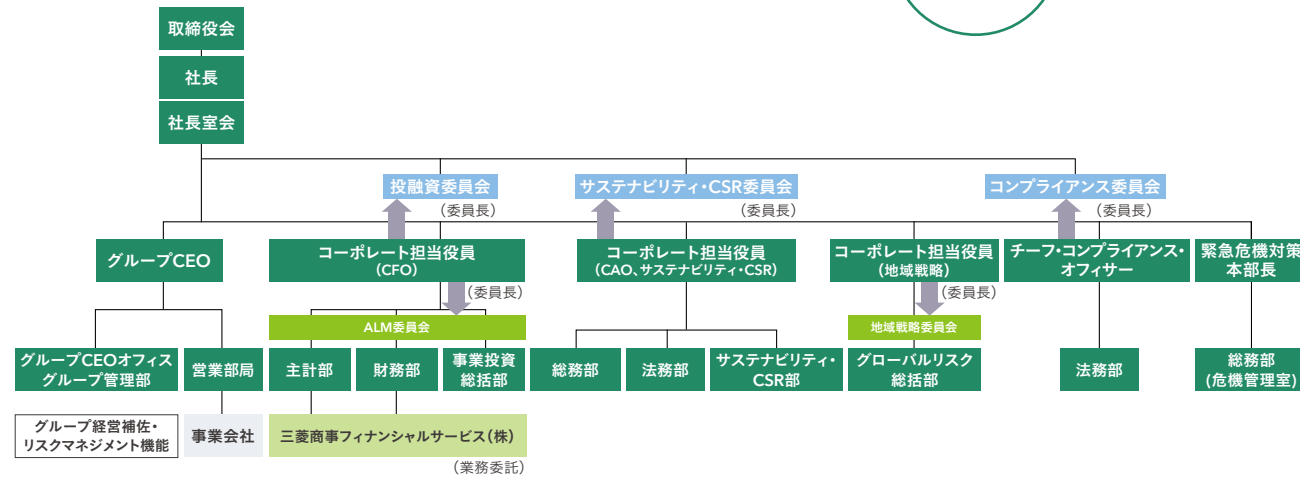 取締役会
社長
社長室会
投融資委員会
(委員長)
サステナビリティ・CSR委員会
(委員長)
コンプライアンス委員会
(委員長)
グループCEO
コーポレート担当役員
(CFO)
コーポレート担当役員
(CAO、サステナビリティ・CSR)
コーポレート担当役員
(地域戦略)
チーフ・コンプライアンス・
オフィサー
緊急危機対策
本部長
(委員長)
(委員長)
ALM委員会
地域戦略委員会
グループCEOオフィス
グループ管理部
営業部局
主計部
財務部
事業投資
総括部
総務部
法務部
サステナビリティ・
CSR部
グローバルリスク
総括部
法務部
総務部
(危機管理室)
グループ経営補佐・
リスクマネジメント機能
事業会社
三菱商事フィナンシャルサービス(株)
(業務委託)